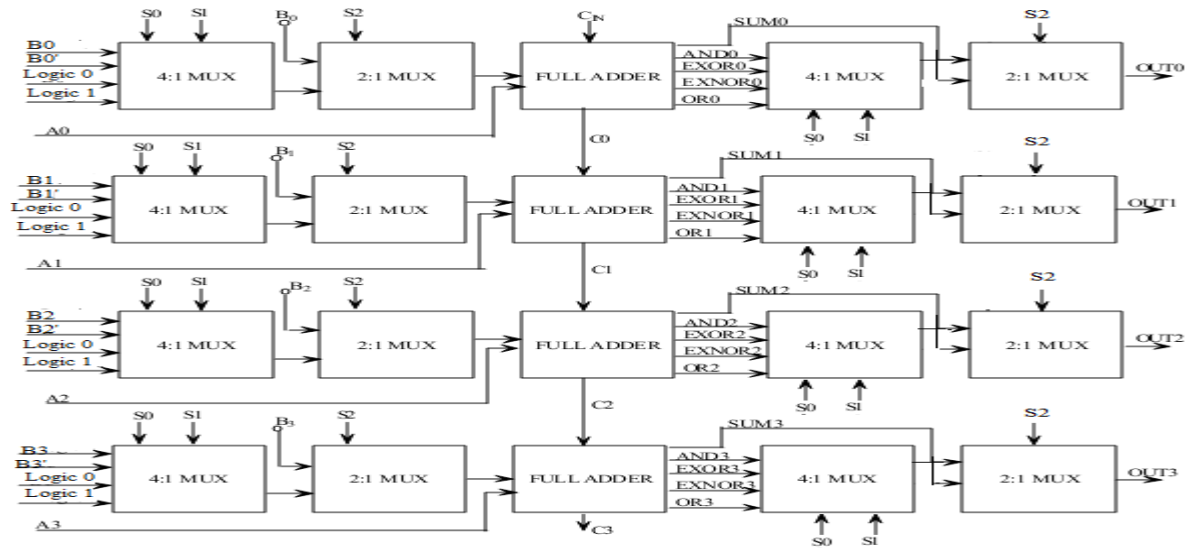 S0 S1 B0 S2 CIN SUM0 S2
B0
B0'
Logic 0
Logic 1
4:1 MUX 2:1 MUX FULL ADDER 4:1 MUX 2:1 MUX
AND0
EXOR0
EXNOR0
OR0
OUT0
A0
C0
S0 S1
S0 S1 B1 S2 SUM1 S2
B1
B1'
Logic 0
Logic 1
4:1 MUX 2:1 MUX FULL ADDER 4:1 MUX 2:1 MUX
AND1
EXOR1
EXNOR1
OR1
OUT1
A1
C1
S0 S1
S0 S1 B2 S2 SUM2 S2
B2
B2'
Logic 0
Logic 1
4:1 MUX 2:1 MUX FULL ADDER 4:1 MUX 2:1 MUX
AND2
EXOR2
EXNOR2
OR2
OUT2
A2
C2
S0 S1
S0 S1 B3 S2 SUM3 S2
B3
B3'
Logic 0
Logic 1
4:1 MUX 2:1 MUX FULL ADDER 4:1 MUX 2:1 MUX
AND3
EXOR3
EXNOR3
OR3
OUT3
A3
C3
S0 S1